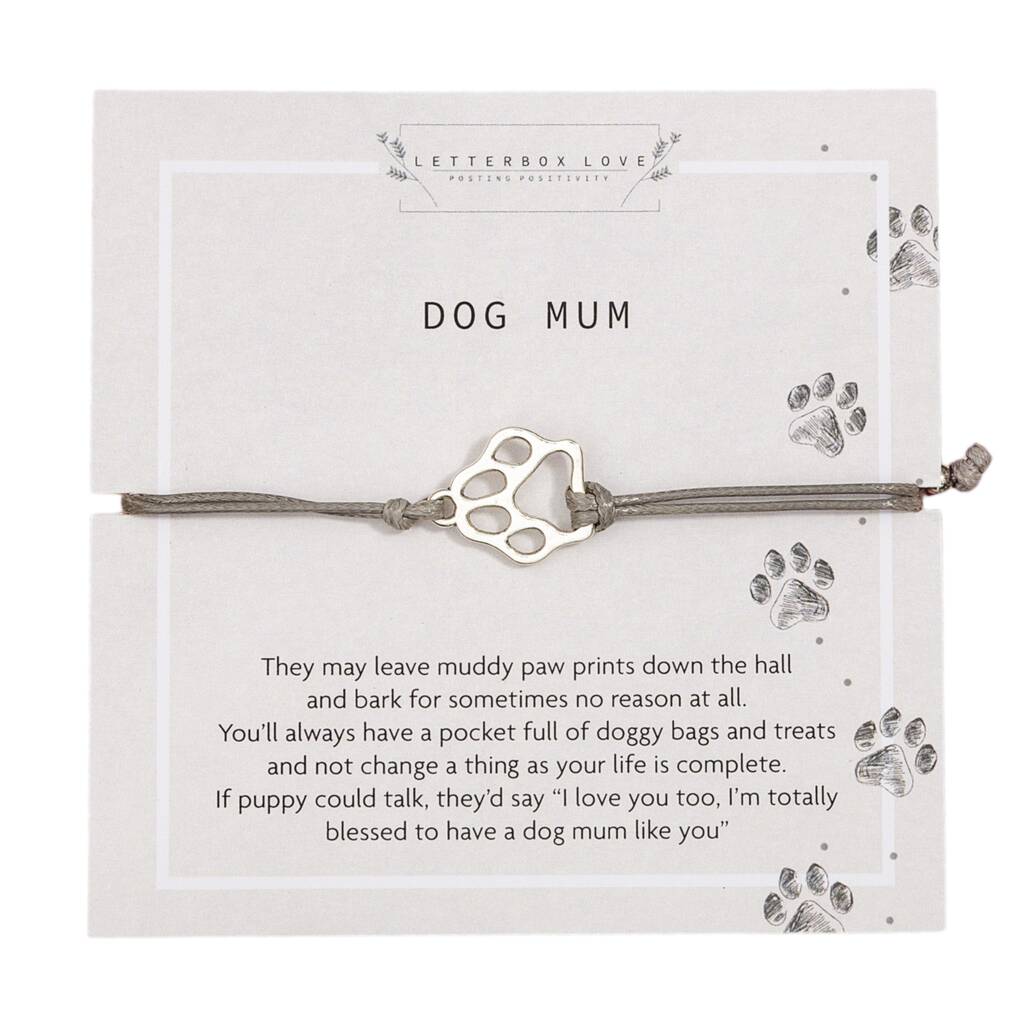 LETTERBOX LOVE
POSTING POSITIVITY
DOG MUM
They may leave muddy paw prints down the hall
and bark for sometimes no reason at all.
You'll always have a pocket full of doggy bags and treats
and not change a thing as your life is complete.
If puppy could talk, they'd say “I love you too, I'm totally
blessed to have a dog mum like you”